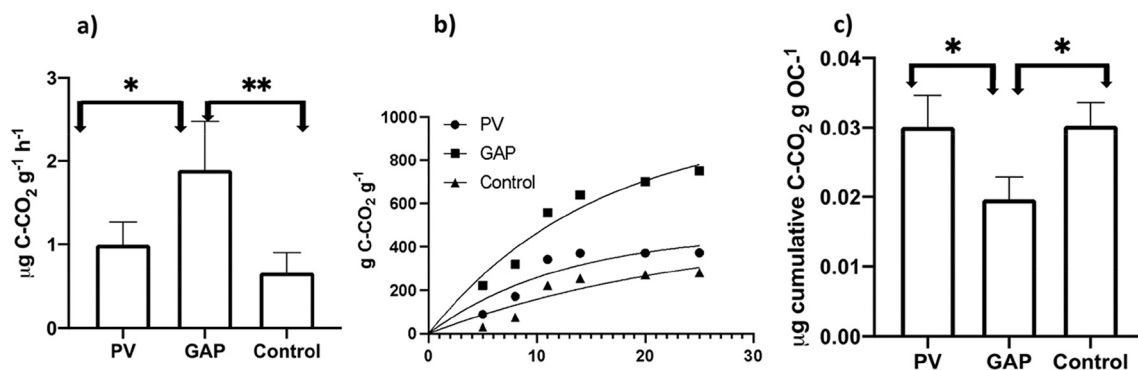 a)
*
**
µg C-CO₂ g⁻¹ h⁻¹
3
2
1
0
PV
GAP
Control
b)
g C-CO₂ g⁻¹
1000
800
600
400
200
0
PV
GAP
Control
0
10
20
30
c)
*
*
µg cumulative C-CO₂ g OC-¹
0.04
0.03
0.02
0.01
0.00
PV
GAP
Control